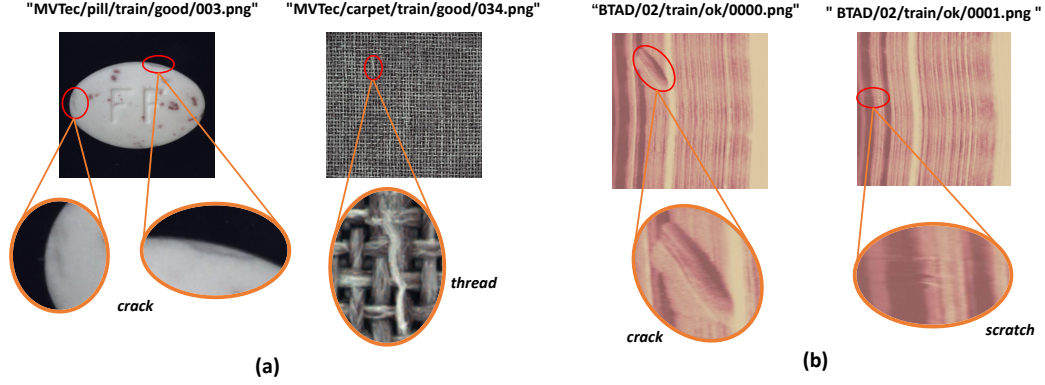 "MVTec/pill/train/good/003.png"
"MVTec/carpet/train/good/034.png"
“BTAD/02/train/ok/0000.png"
" BTAD/02/train/ok/0001.png "
FF
crack
thread
crack
scratch
(a)
(b)